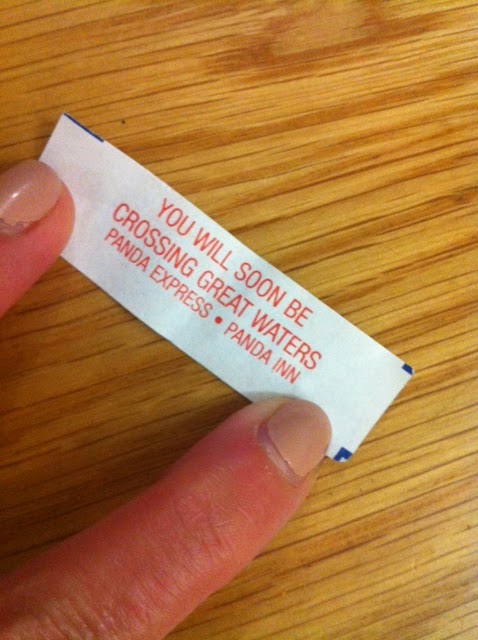 YOU WILL SOON BE
CROSSING GREAT WATERS
PANDA EXPRESS • PANDA INN